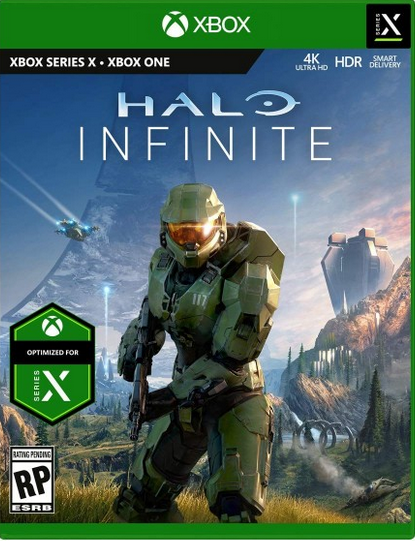 XBOX
SERIES X
XBOX SERIES X • XBOX ONE
4K
ULTRA HD
HDR
SMART
DELIVERY
HALO
INFINITE
117
OPTIMIZED FOR
SERIES X
RATING PENDING
RP
ESRB